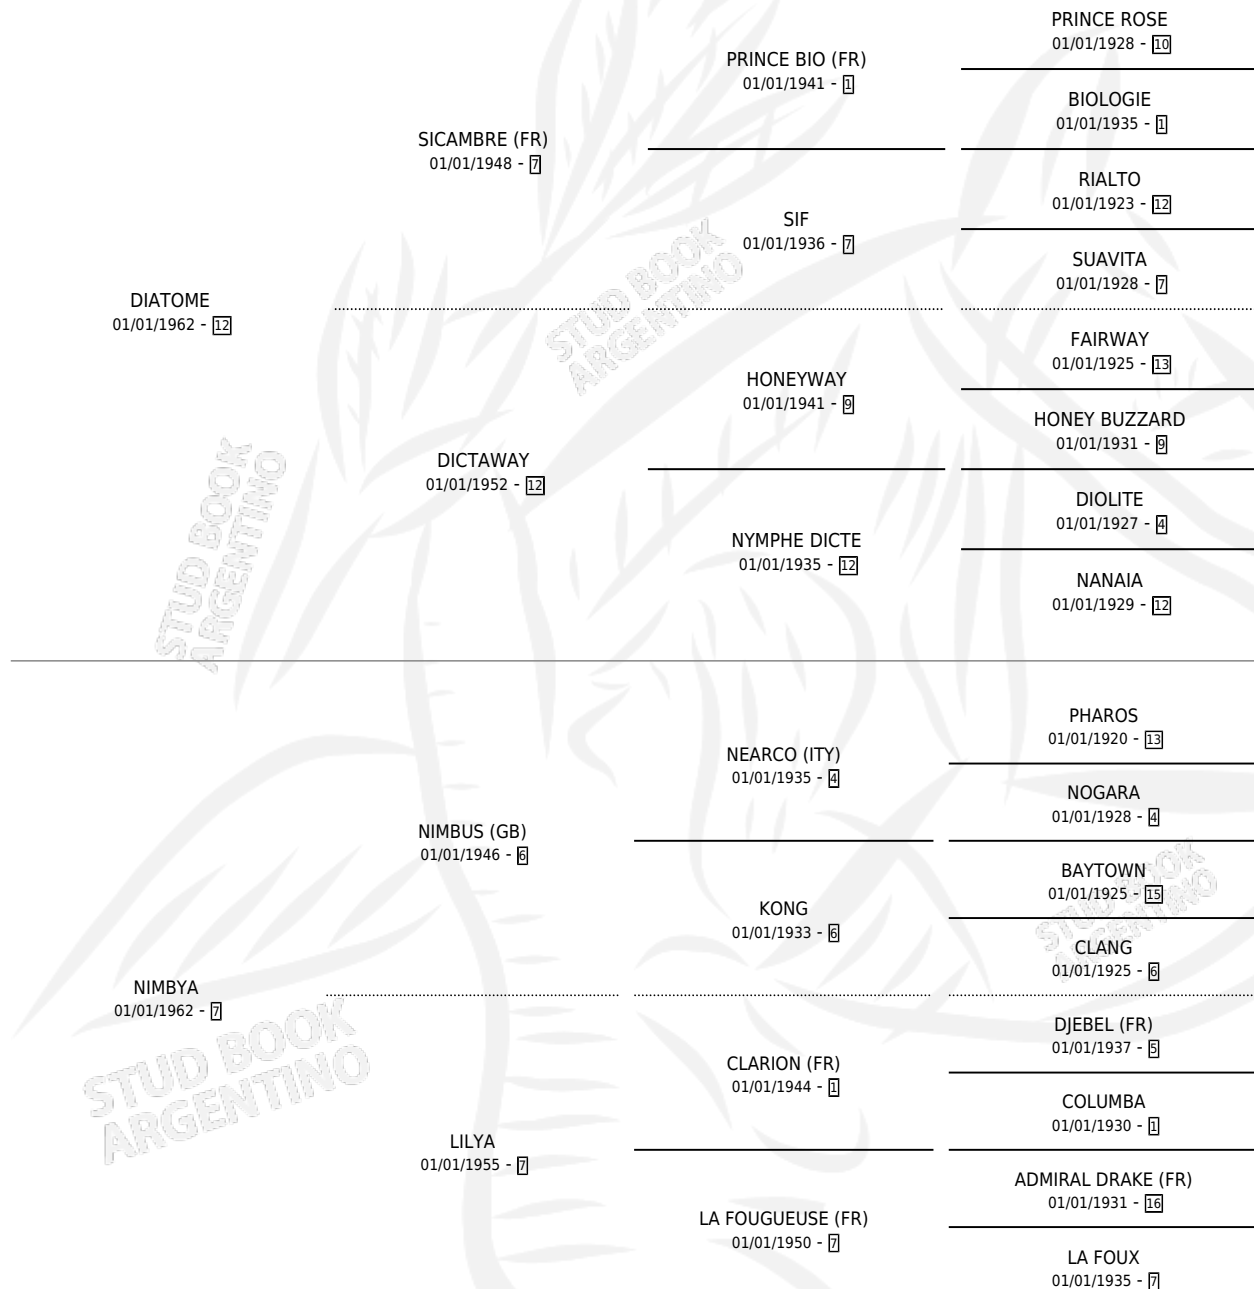 PRINCE ROSE
01/01/1928 - 10
PRINCE BIO (FR)
01/01/1941 - 1
BIOLOGIE
01/01/1935 - 1
SICAMBRE (FR)
01/01/1948 - 7
RIALTO
01/01/1923 - 12
SIF
01/01/1936 - 7
SUAVITA
01/01/1928 - 7
DIATOME
01/01/1962 - 12
STUD BOOK
ARGENTINO
FAIRWAY
01/01/1925 - 13
HONEYWAY
01/01/1941 - 9
HONEY BUZZARD
01/01/1931 - 9
DICTAWAY
01/01/1952 - 12
DIOLITE
01/01/1927 - 4
NYMPHE DICTE
01/01/1935 - 12
NANAIA
01/01/1929 - 12
STUD BOOK
ARGENTINO
PHAROS
01/01/1920 - 13
NEARCO (ITY)
01/01/1935 - 4
NOGARA
01/01/1928 - 4
NIMBUS (GB)
01/01/1946 - 6
BAYTOWN
01/01/1925 - 15
KONG
01/01/1933 - 6
CLANG
01/01/1925 - 6
STUD BOOK
ARGENTINO
NIMBYA
01/01/1962 - 7
STUD BOOK
ARGENTINO
DJEBEL (FR)
01/01/1937 - 5
CLARION (FR)
01/01/1944 - 1
COLUMBA
01/01/1930 - 1
LILYA
01/01/1955 - 7
ADMIRAL DRAKE (FR)
01/01/1931 - 16
LA FOUGUEUSE (FR)
01/01/1950 - 7
LA FOUX
01/01/1935 - 7